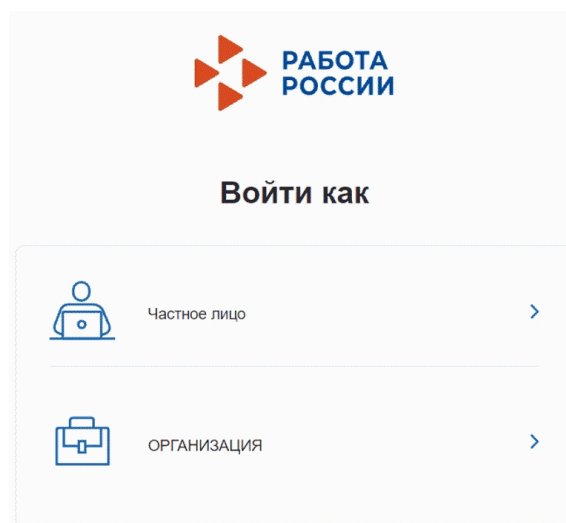 РАБОТА
РОССИИ
Войти как
Частное лицо
ОРГАНИЗАЦИЯ